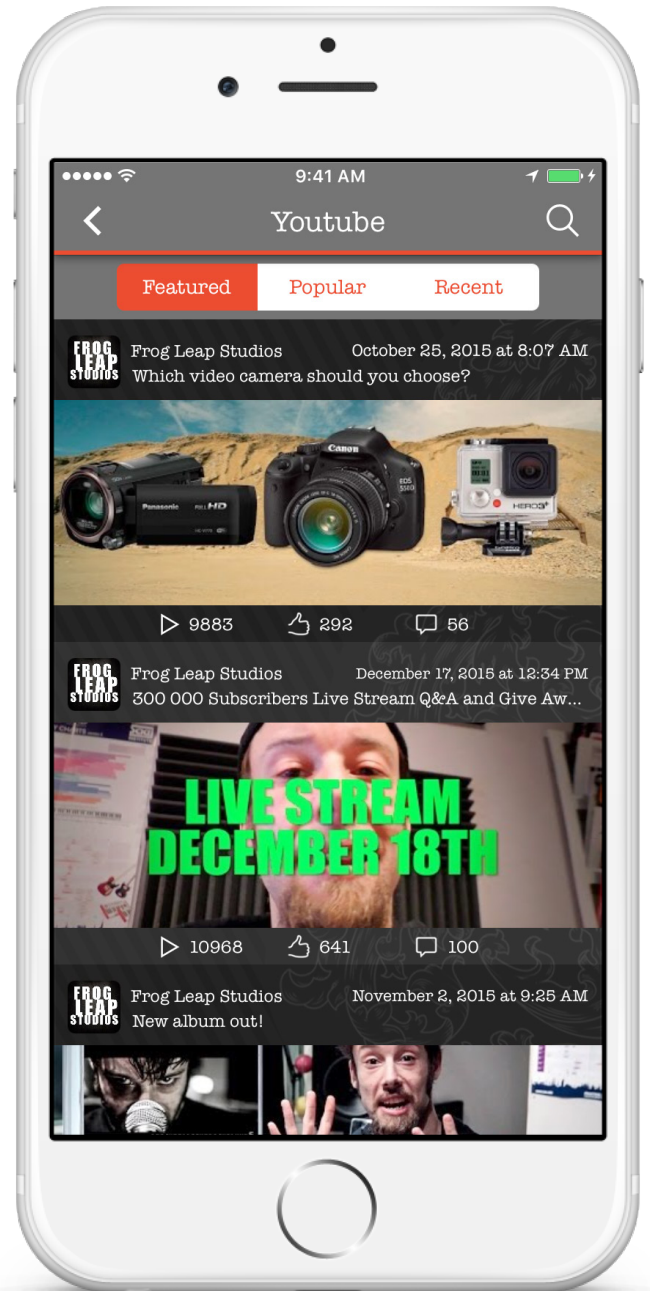 9:41 AM
Youtube
Featured Popular Recent
FROG LEAP STUDIOS
Frog Leap Studios October 25, 2015 at 8:07 AM
Which video camera should you choose?
Canon
EOS
550D
Panasonic FULL HD
HERO3+
9883 292 56
FROG LEAP STUDIOS
Frog Leap Studios December 17, 2015 at 12:34 PM
300 000 Subscribers Live Stream Q&A and Give Aw...
LIVE STREAM
DECEMBER 18TH
10968 641 100
FROG LEAP STUDIOS
Frog Leap Studios November 2, 2015 at 9:25 AM
New album out!